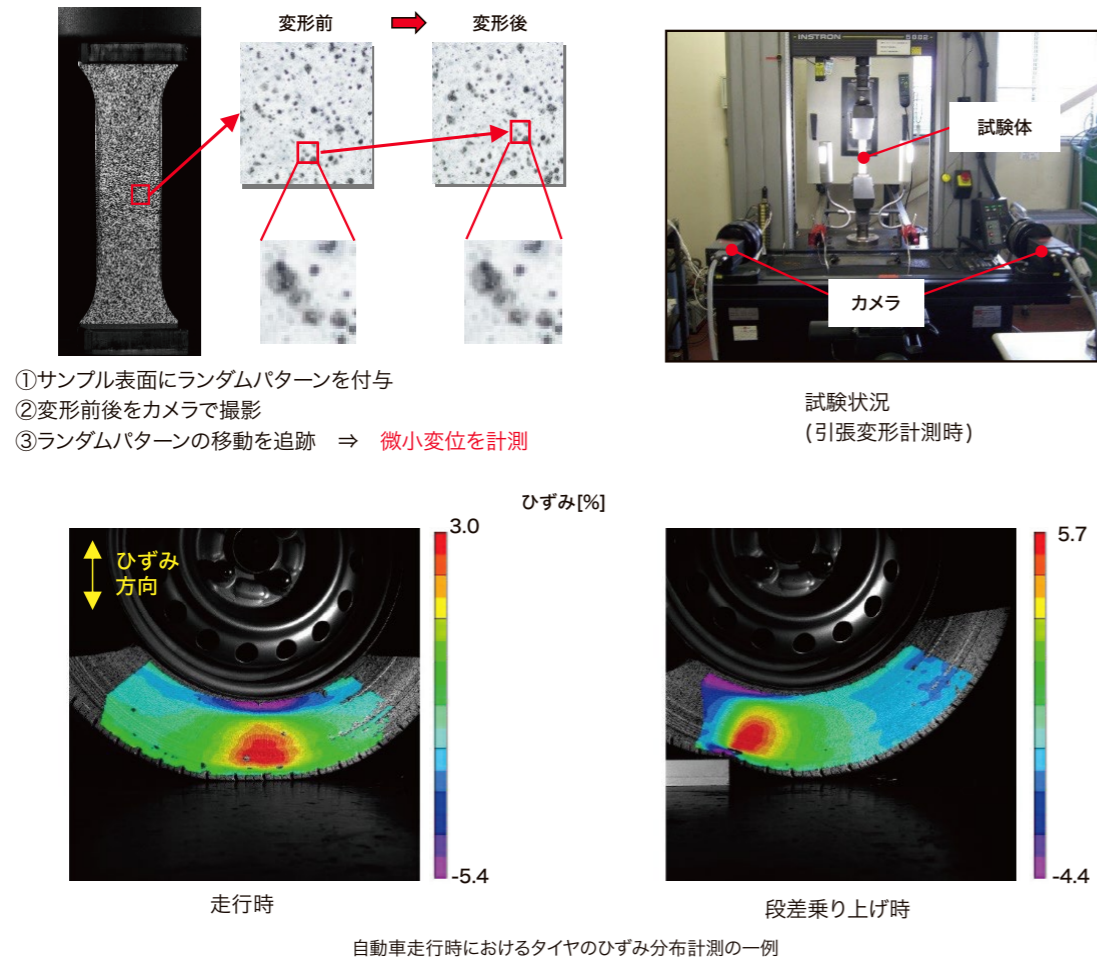 変形前
変形後
INSTRON
試験体
カメラ
①サンプル表面にランダムパターンを付与
②変形前後をカメラで撮影
③ランダムパターンの移動を追跡 ⇒ 微小変位を計測
試験状況
(引張変形計測時)
ひずみ[%]
ひずみ
方向
3.0
-5.4
走行時
5.7
-4.4
段差乗り上げ時
自動車走行時におけるタイヤのひずみ分布計測の一例